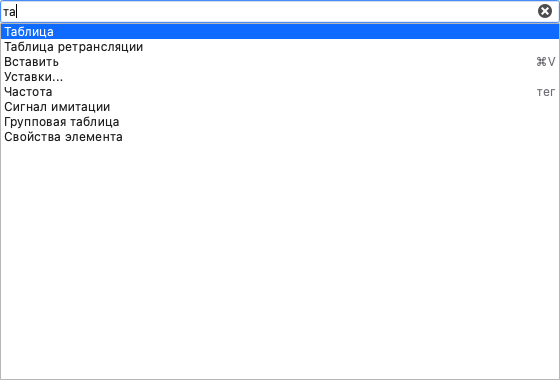 та
Таблица
Таблица ретрансляции
Вставить ⌘V
Уставки...
Частота тег
Сигнал имитации
Групповая таблица
Свойства элемента